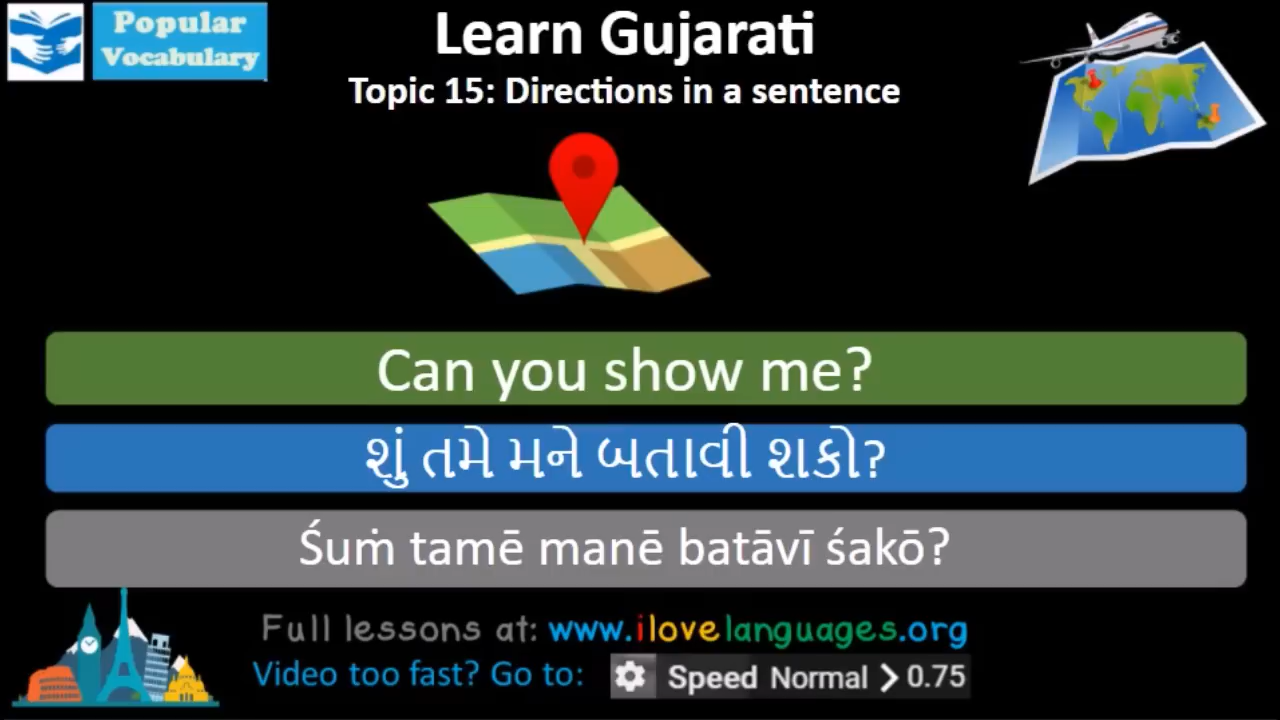 Popular
Vocabulary
Learn Gujarati
Topic 15: Directions in a sentence
Can you show me?
શું તમે મને બતાવી શકો?
Śuṁ tamē manē batāvī śakō?
Full lessons at: www.ilovelanguages.org
Video too fast? Go to: Speed Normal > 0.75